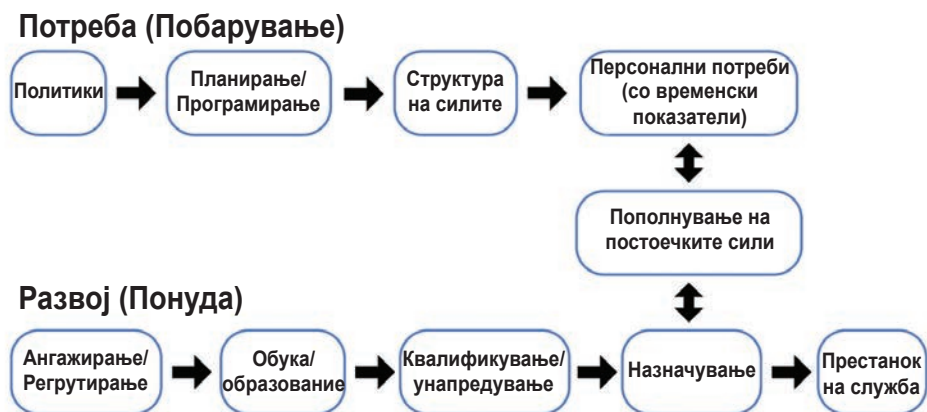 Потреба (Побарување)
Политики
Планирање/
Програмирање
Структура
на силите
Персонални потреби
(со временски
показатели)
Пополнување на
постоечките сили
Развој (Понуда)
Ангажирање/
Регрутирање
Обука/
образование
Квалификување/
унапредување
Назначување
Престанок
на служба